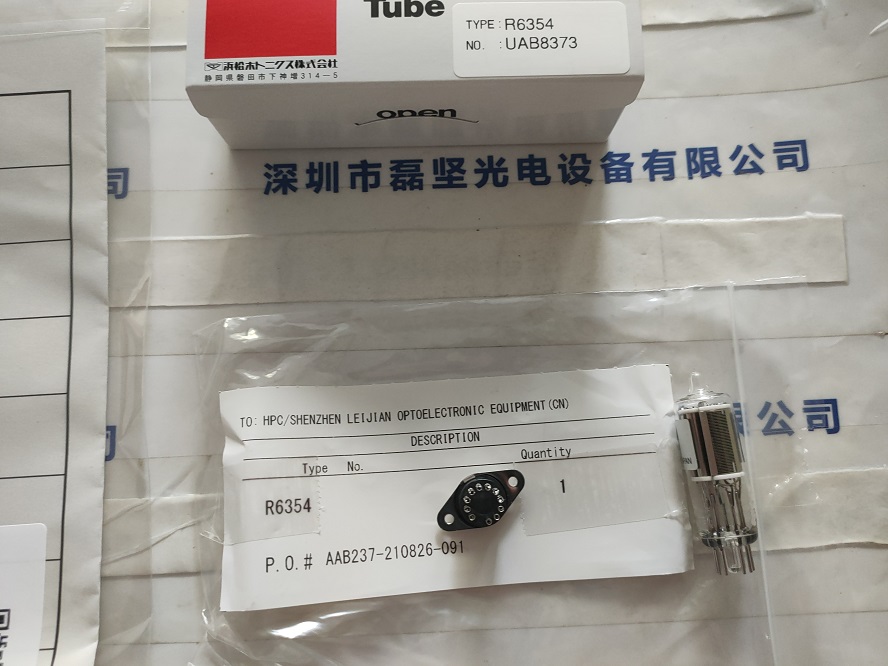 Tube
TYPE : R6354
NO. : UAB8373
浜松ホトニクス株式会社
静岡県磐田市下神増314-5
open
深圳市磊坚光电设备有限公司
司
TO: HPC/SHENZHEN LEIJIAN OPTOELECTRONIC EQUIPMENT(CN)
DESCRIPTION
Type No.
Quantity
R6354
1
P.O.# AAB237-210826-091
公司